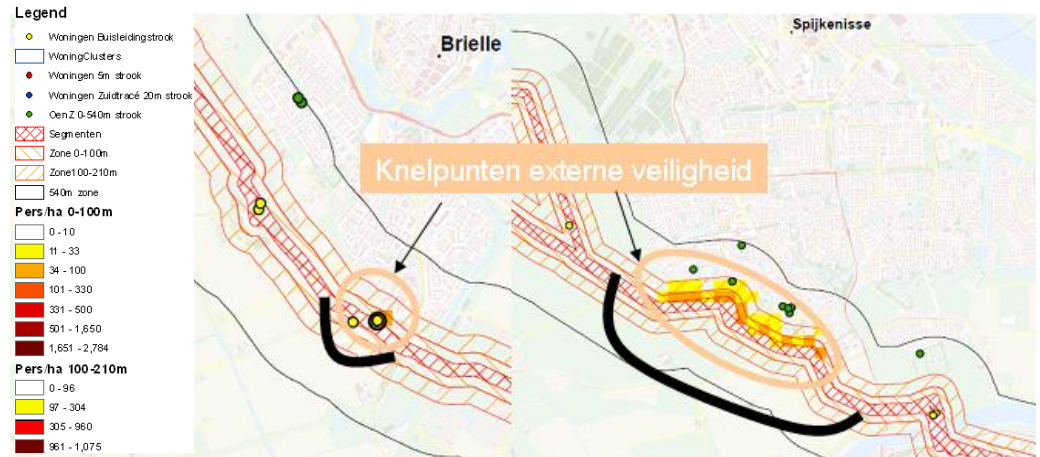 Legend
Woningen Buisleidingstrook
WoningClusters
Woningen 5m strook
Woningen Zuidtracé 20m strook
OenZ 0-540m strook
Segmenten
Zone 0-100m
Zone100-210m
540m zone
Pers/ha 0-100m
0 - 10
11 - 33
34 - 100
101 - 330
331 - 500
501 - 1,650
1,651 - 2,784
Pers/ha 100-210m
0 - 96
97 - 304
305 - 960
961 - 1,075
Brielle
Spijkenisse
Knelpunten externe veiligheid